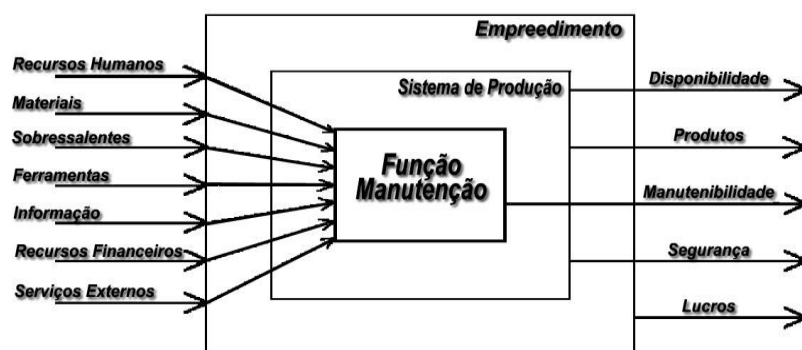 Empreedimento
Recursos Humanos
Materiais
Sobressalentes
Ferramentas
Informação
Recursos Financeiros
Serviços Externos
Sistema de Produção
Função
Manutenção
Disponibilidade
Produtos
Manutenibilidade
Segurança
Lucros